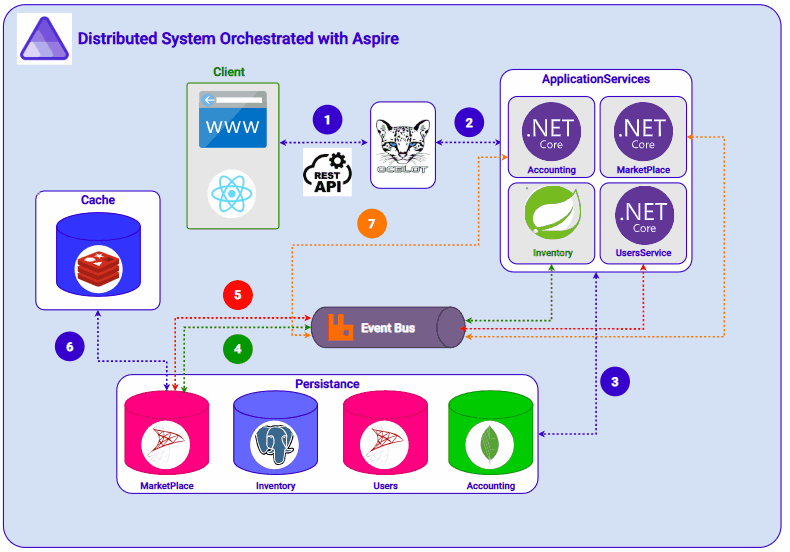 Distributed System Orchestrated with Aspire
Client
ApplicationServices
WWW
1
2
REST
API
OCELOT
.NET
Core
Accounting
.NET
Core
MarketPlace
Inventory
.NET
Core
UsersService
Cache
7
5
Event Bus
4
6
3
Persistance
MarketPlace
Inventory
Users
Accounting